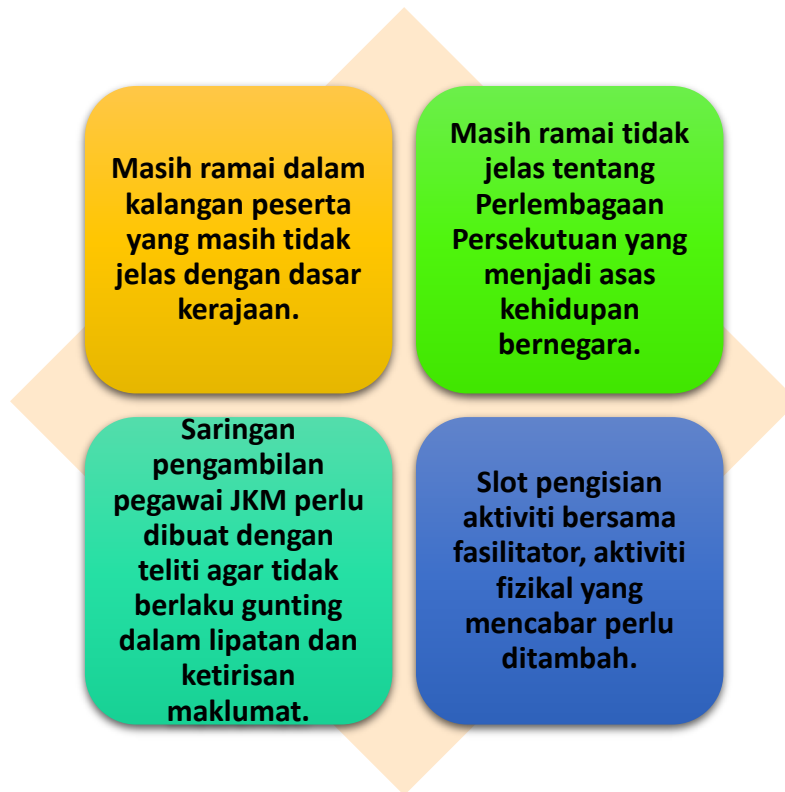 Masih ramai dalam
kalangan peserta
yang masih tidak
jelas dengan dasar
kerajaan.
Masih ramai tidak
jelas tentang
Perlembagaan
Persekutuan yang
menjadi asas
kehidupan
bernegara.
Saringan
pengambilan
pegawai JKM perlu
dibuat dengan
teliti agar tidak
berlaku gunting
dalam lipatan dan
ketirisan
maklumat.
Slot pengisian
aktiviti bersama
fasilitator, aktiviti
fizikal yang
mencabar perlu
ditambah.